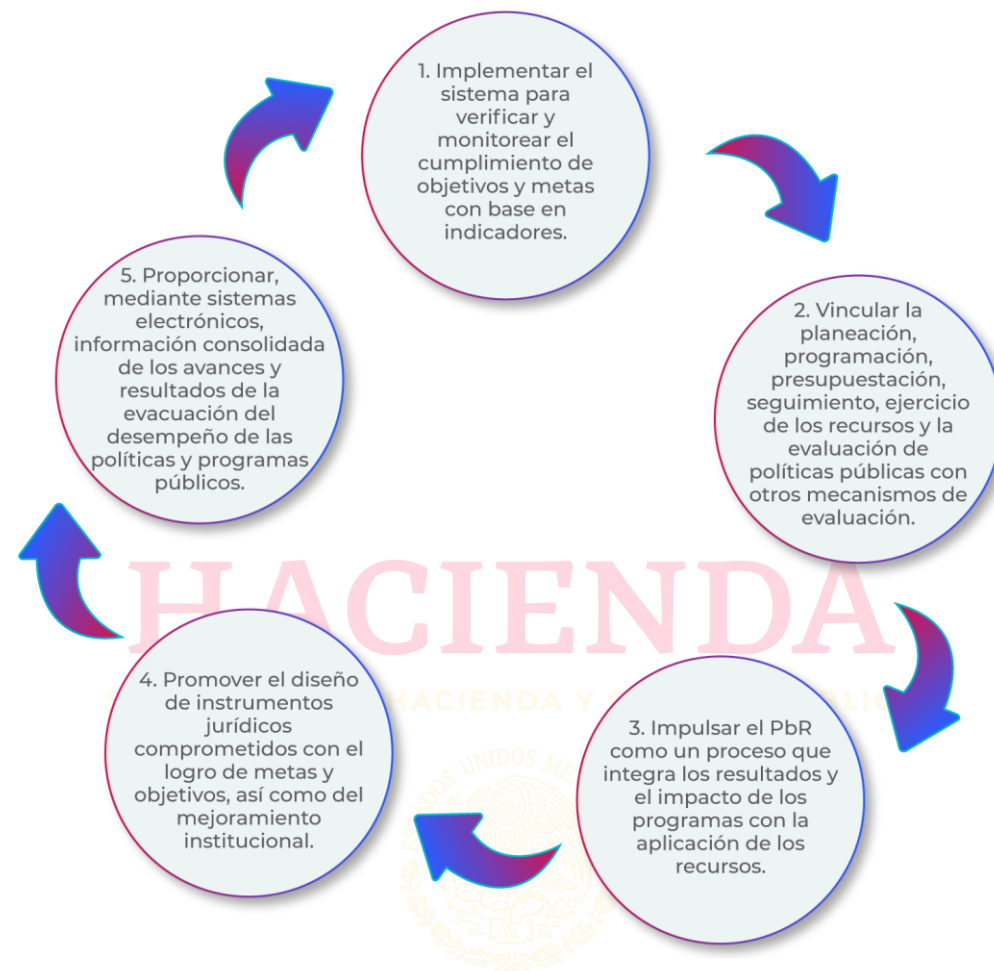 1. Implementar el
sistema para
verificar y
monitorear el
cumplimiento de
objetivos y metas
con base en
indicadores.
2. Vincular la
planeación,
programación,
presupuestación,
seguimiento, ejercicio
de los recursos y la
evaluación de
políticas públicas con
otros mecanismos de
evaluación.
3. Impulsar el PbR
como un proceso que
integra los resultados y
el impacto de los
programas con la
aplicación de los
recursos.
4. Promover el diseño
de instrumentos
jurídicos
comprometidos con el
logro de metas y
objetivos, así como del
mejoramiento
institucional.
5. Proporcionar,
mediante sistemas
electrónicos,
información consolidada
de los avances y
resultados de la
evacuación del
desempeño de las
políticas y programas
públicos.
HACIENDA
HACIENDA Y
UNIDOS